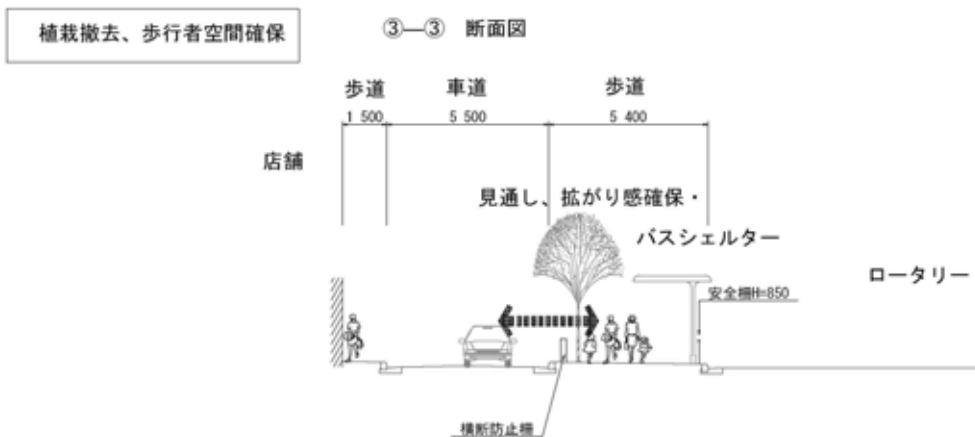 植栽撤去、歩行者空間確保
③―③ 断面図
歩道 車道 歩道
1 500 5 500 5 400
店舗
見通し、拡がり感確保・
バスシェルター
ロータリー
安全柵H=850
横断防止柵